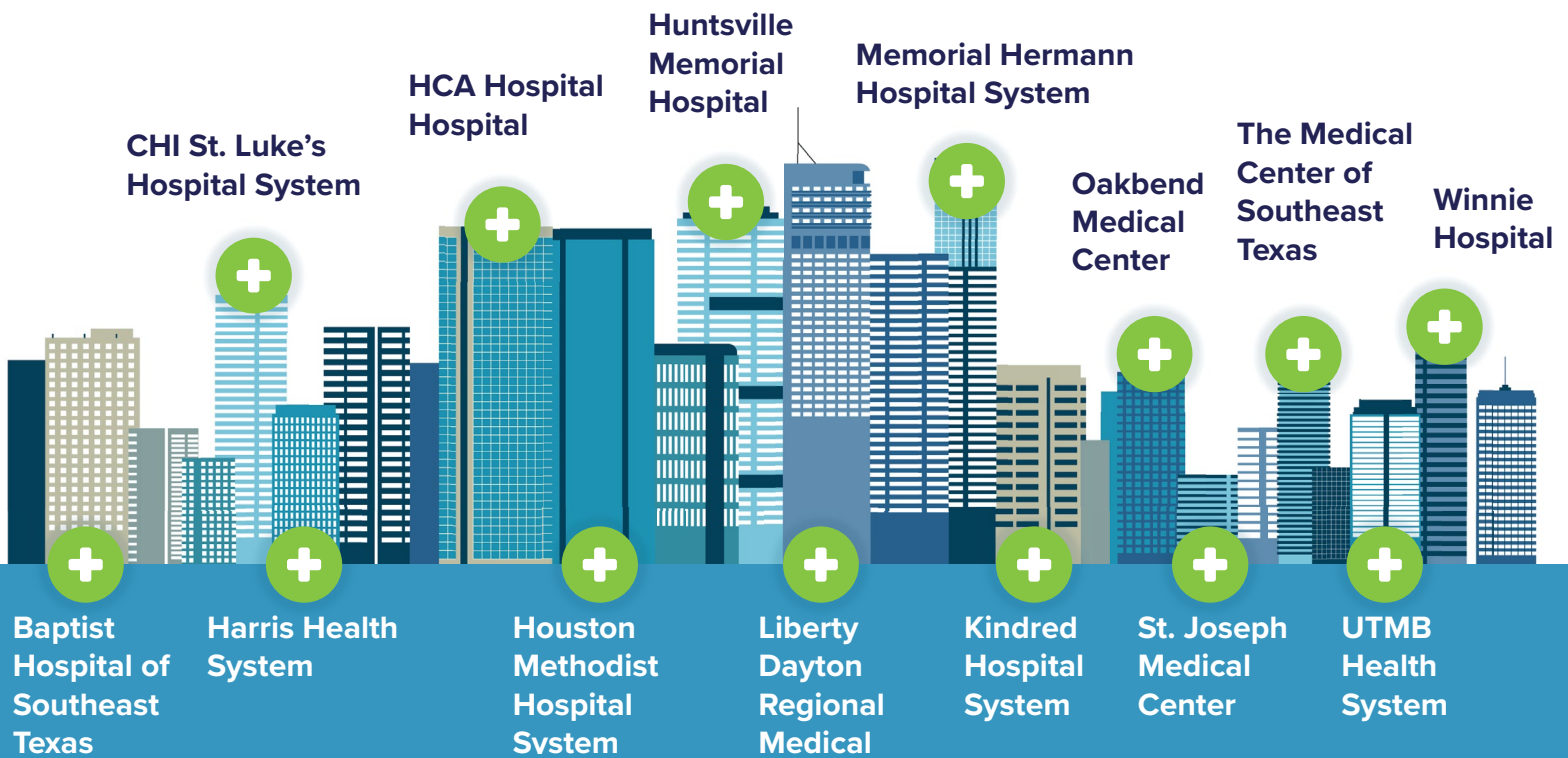 Huntsville
Memorial
Hospital
Memorial Hermann
Hospital System
HCA Hospital
Hospital
CHI St. Luke's
Hospital System
The Medical
Center of
Southeast
Texas
Oakbend
Medical
Center
Winnie
Hospital
Baptist
Hospital of
Southeast
Texas
Harris Health
System
Houston
Methodist
Hospital
System
Liberty
Dayton
Regional
Medical
Kindred
Hospital
System
St. Joseph
Medical
Center
UTMB
Health
System